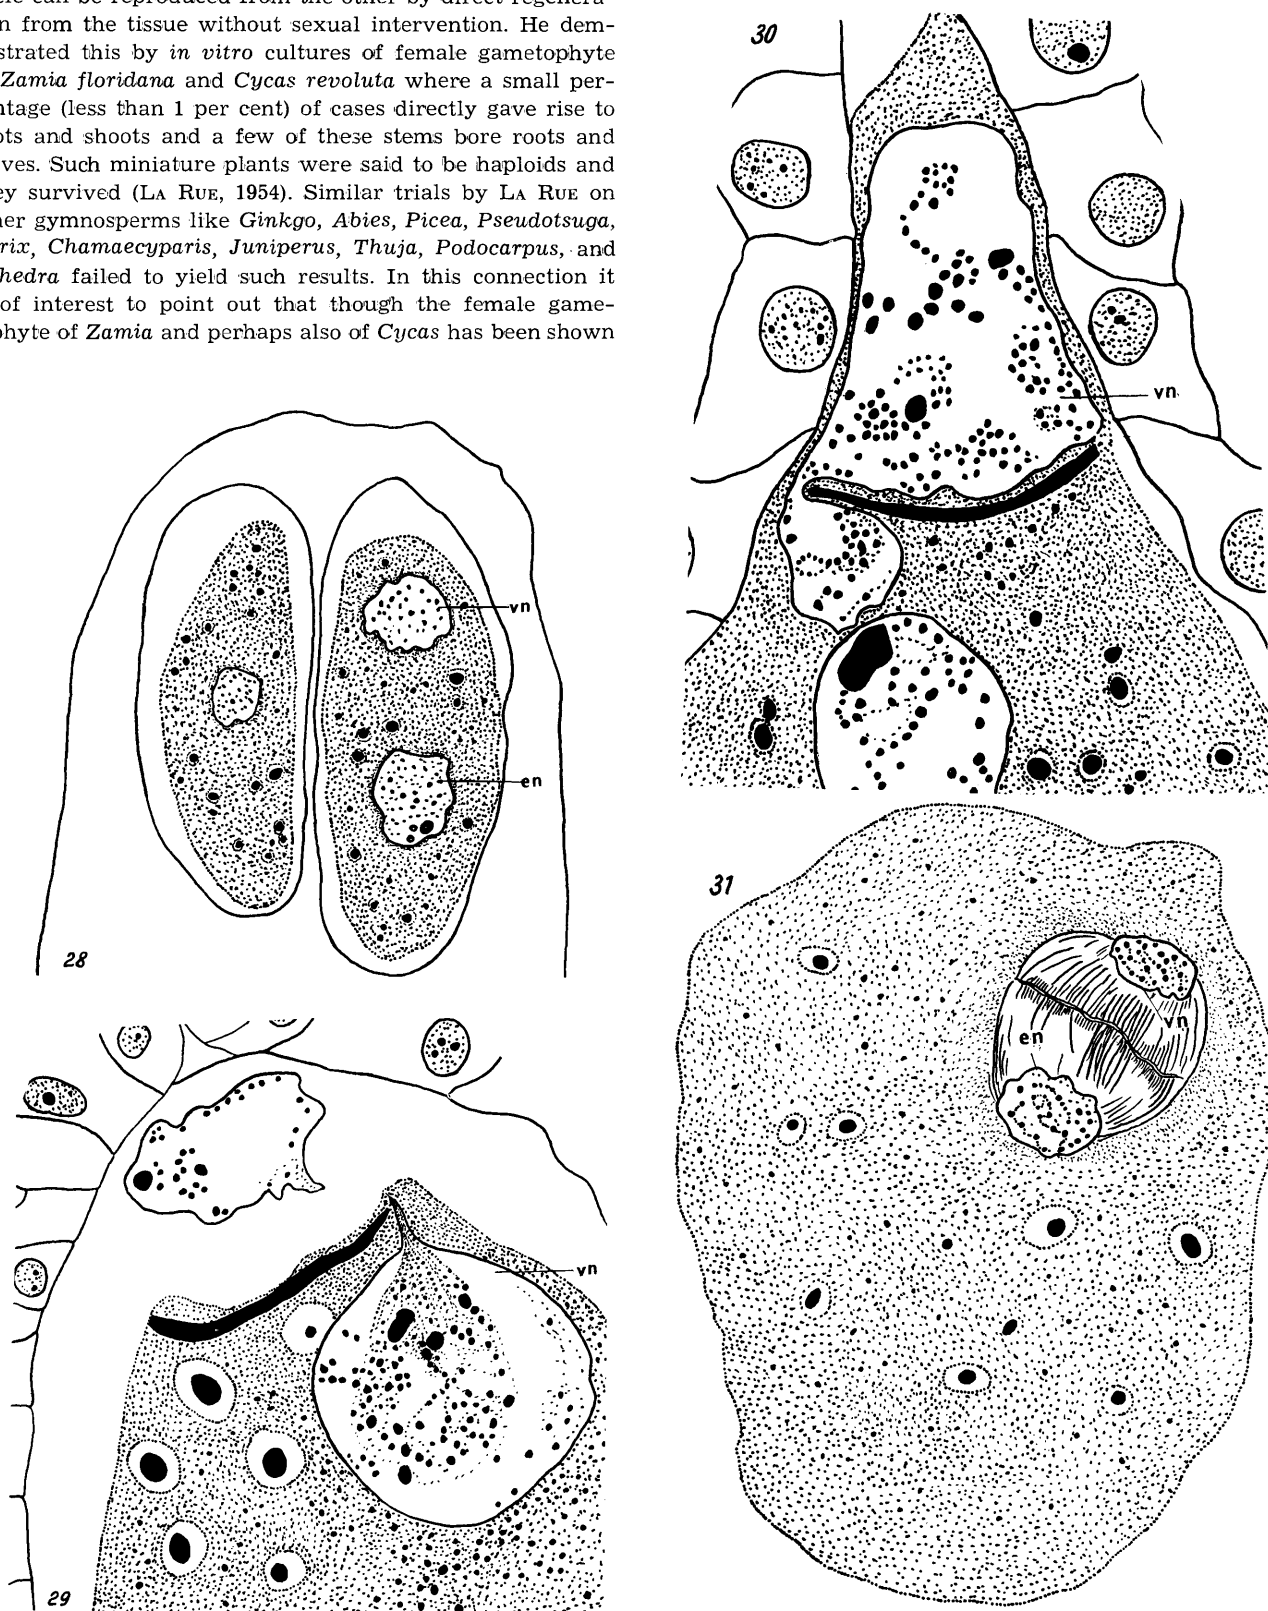 le can be reproduced from the other by direct regenera-
n from the tissue without sexual intervention. He dem-
strated this by in vitro cultures of female gametophyte
Zamia floridana and Cycas revoluta where a small per-
ntage (less than 1 per cent) of cases directly gave rise to
ots and shoots and a few of these stems bore roots and
ves. Such miniature plants were said to be haploids and
ey survived (LA RUE, 1954). Similar trials by LA RUE on
her gymnosperms like Ginkgo, Abies, Picea, Pseudotsuga,
rix, Chamaecyparis, Juniperus, Thuja, Podocarpus, and
hedra failed to yield such results. In this connection it
of interest to point out that though the female game-
phyte of Zamia and perhaps also of Cycas has been shown
vn
en
28
vn
29
30
vn
31
vn
en